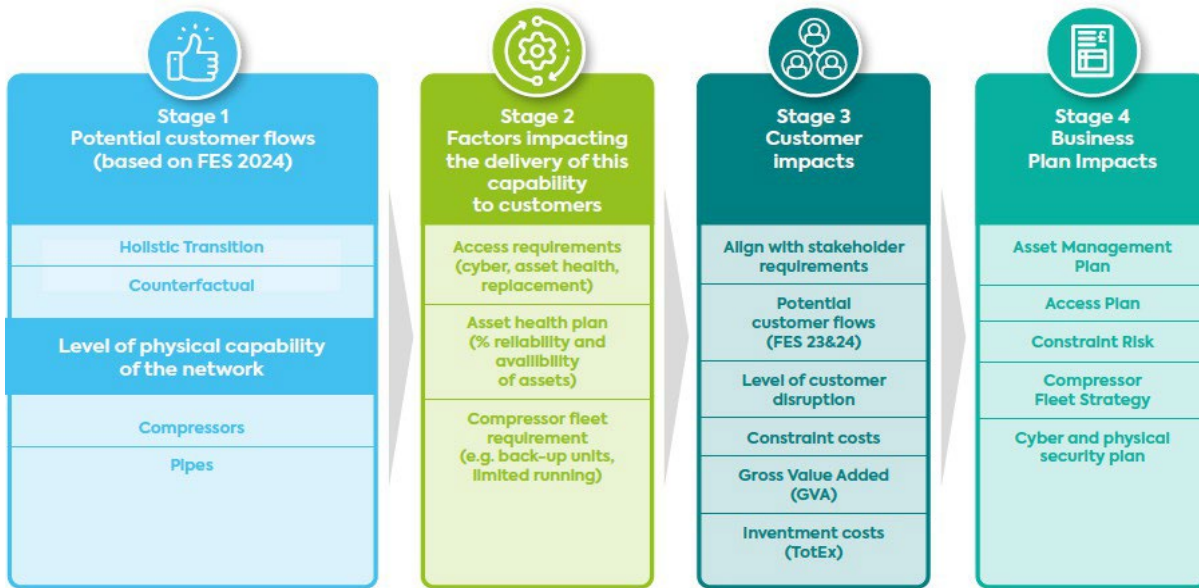 Stage 1
Potential customer flows
(based on FES 2024)
Holistic Transition
Counterfactual
Level of physical capability
of the network
Compressors
Pipes
Stage 2
Factors impacting
the delivery of this
capability
to customers
Access requirements
(cyber, asset health,
replacement)
Asset health plan
(% reliability and
availibility
of assets)
Compressor fleet
requirement
(e.g. back-up units,
limited running)
Stage 3
Customer
impacts
Align with stakeholder
requirements
Potential
customer flows
(FES 23&24)
Level of customer
disruption
Constraint costs
Gross Value Added
(GVA)
Inventment costs
(TotEx)
£
Stage 4
Business
Plan Impacts
Asset Management
Plan
Access Plan
Constraint Risk
Compressor
Fleet Strategy
Cyber and physical
security plan